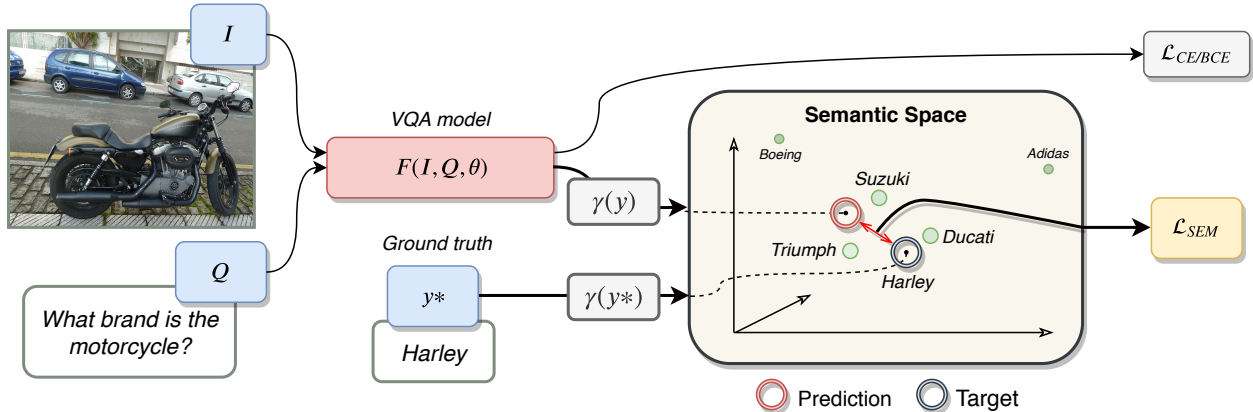 I
Q
What brand is the
motorcycle?
VQA model
F(I, Q, θ)
Ground truth
y*
Harley
γ(y)
γ(y*)
Semantic Space
Boeing
Adidas
Suzuki
Triumph
Ducati
Harley
Prediction
Target
ℒCE/BCE
ℒSEM